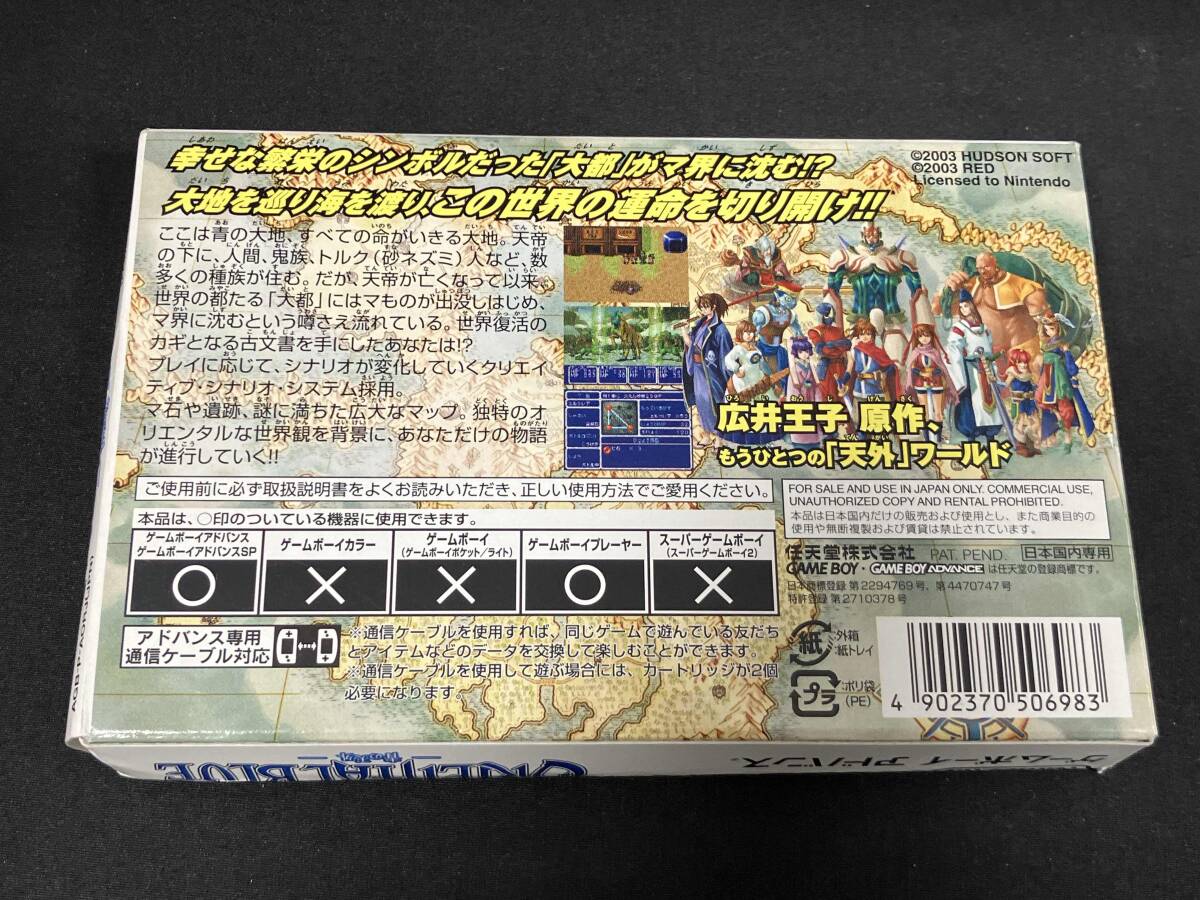 幸せな繁栄のシンボルだった「大都」がマ界に沈む!?
大地を巡り海を渡り、この世界の運命を切り開け!!
©2003 HUDSON SOFT
©2003 RED
Licensed to Nintendo
ここは青の大地、すべての命がいきる大地。天帝
の下に、人間、鬼族、トルク(砂ネズミ)人など、数
多くの種族が住む。だが、天帝が亡くなって以来、
世界の都たる「大都」にはマものが出没しはじめ、
マ界に沈むという噂さえ流れている。世界復活の
カギとなる古文書を手にしたあなたは!?
プレイに応じて、シナリオが変化していくクリエイ
ティブ・シナリオ・システム採用。
マ石や遺跡、謎に満ちた広大なマップ。独特のオ
リエンタルな世界観を背景に、あなただけの物語
が進行していく!!
広井王子 原作、
もうひとつの「天外」ワールド
ご使用前に必ず取扱説明書をよくお読みいただき、正しい使用方法でご愛用ください。
本品は、○印のついている機器に使用できます。
ゲームボーイアドバンス
ゲームボーイアドバンスSP
ゲームボーイカラー
ゲームボーイ
(ゲームボーイポケット/ライト)
ゲームボーイプレーヤー
スーパーゲームボーイ
(スーパーゲームボーイ2)
○ × × ○ ×
アドバンス専用
通信ケーブル対応
※通信ケーブルを使用すれば、同じゲームで遊んでいる友だち
とアイテムなどのデータを交換して楽しむことができます。
※通信ケーブルを使用して遊ぶ場合には、カートリッジが2個
必要になります。
FOR SALE AND USE IN JAPAN ONLY. COMMERCIAL USE,
UNAUTHORIZED COPY AND RENTAL PROHIBITED.
本品は日本国内だけの販売および使用とし、また商業目的の
使用や無断複製および賃貸は禁止されています。
任天堂株式会社 PAT. PEND. 日本国内専用
GAME BOY・GAME BOY ADVANCE は任天堂の登録商標です。
日本商標登録 第2294769号、第4470747号
特許登録 第2710378号
紙 :外箱
:紙トレイ
プラ :ポリ袋
(PE)
4 902370 506983
ORIENTAL BLUE
青の天外
ゲームボーイ アドバンス